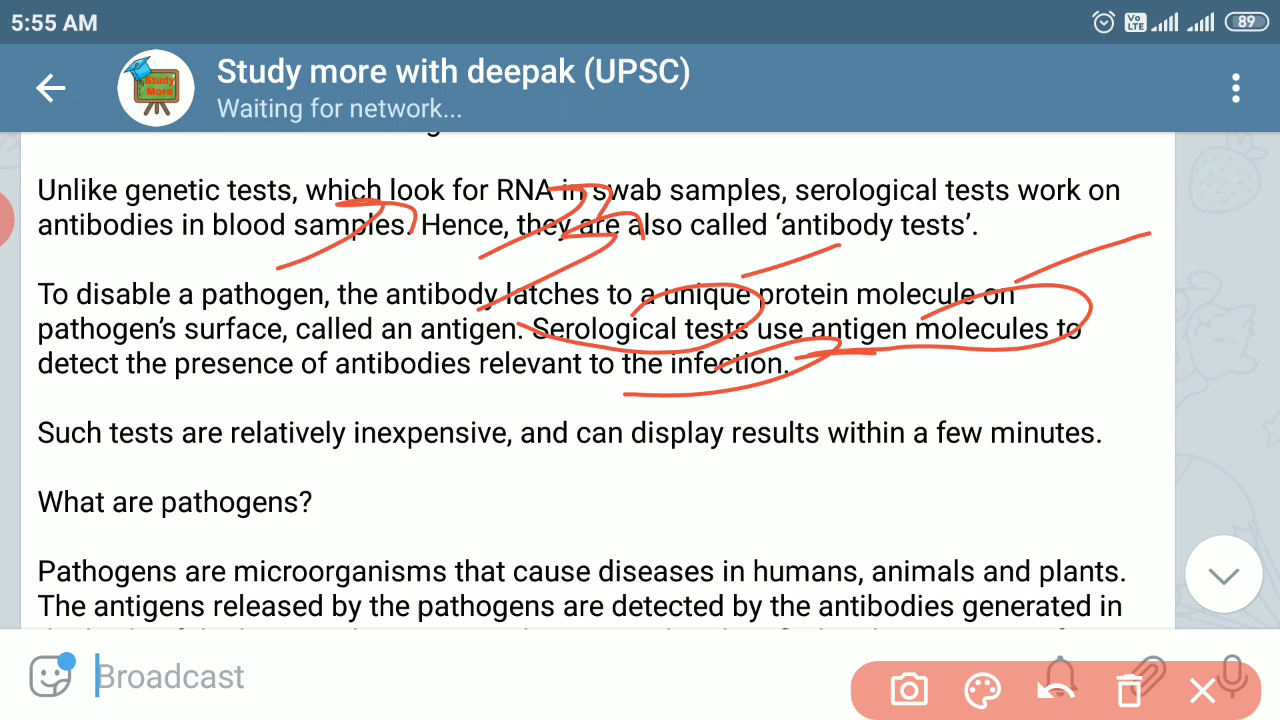 5:55 AM
Vo LTE
89
Study more with deepak (UPSC)
Study More
Waiting for network...
Unlike genetic tests, which look for RNA in swab samples, serological tests work on
antibodies in blood samples. Hence, they are also called ‘antibody tests’.
To disable a pathogen, the antibody latches to a unique protein molecule on
pathogen’s surface, called an antigen. Serological tests use antigen molecules to
detect the presence of antibodies relevant to the infection.
Such tests are relatively inexpensive, and can display results within a few minutes.
What are pathogens?
Pathogens are microorganisms that cause diseases in humans, animals and plants.
The antigens released by the pathogens are detected by the antibodies generated in
Broadcast